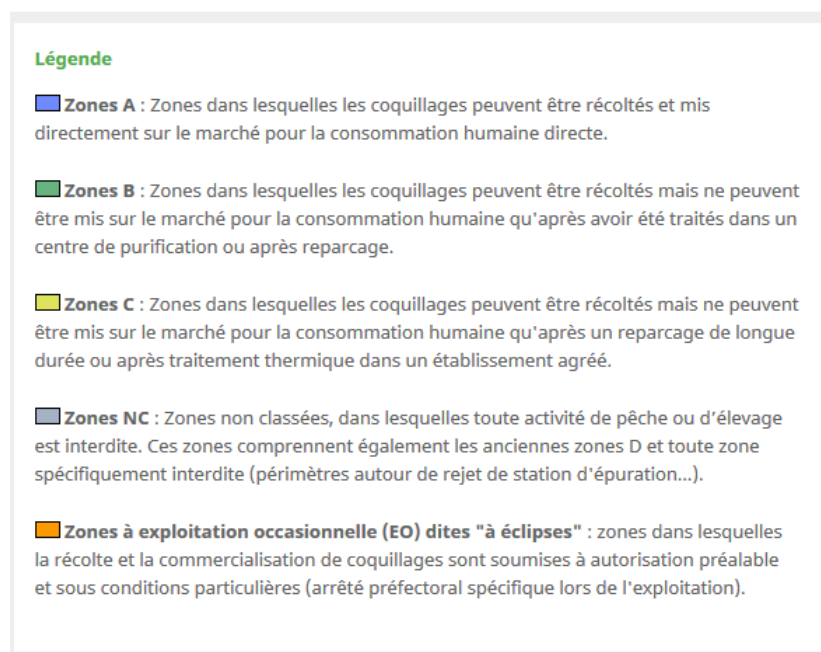 Légende
Zones A : Zones dans lesquelles les coquillages peuvent être récoltés et mis
directement sur le marché pour la consommation humaine directe.
Zones B : Zones dans lesquelles les coquillages peuvent être récoltés mais ne peuvent
être mis sur le marché pour la consommation humaine qu'après avoir été traités dans un
centre de purification ou après reparcage.
Zones C : Zones dans lesquelles les coquillages peuvent être récoltés mais ne peuvent
être mis sur le marché pour la consommation humaine qu'après un reparcage de longue
durée ou après traitement thermique dans un établissement agréé.
Zones NC : Zones non classées, dans lesquelles toute activité de pêche ou d’élevage
est interdite. Ces zones comprennent également les anciennes zones D et toute zone
spécifiquement interdite (périmètres autour de rejet de station d'épuration...).
Zones à exploitation occasionnelle (EO) dites "à éclipses" : zones dans lesquelles
la récolte et la commercialisation de coquillages sont soumises à autorisation préalable
et sous conditions particulières (arrêté préfectoral spécifique lors de l'exploitation).